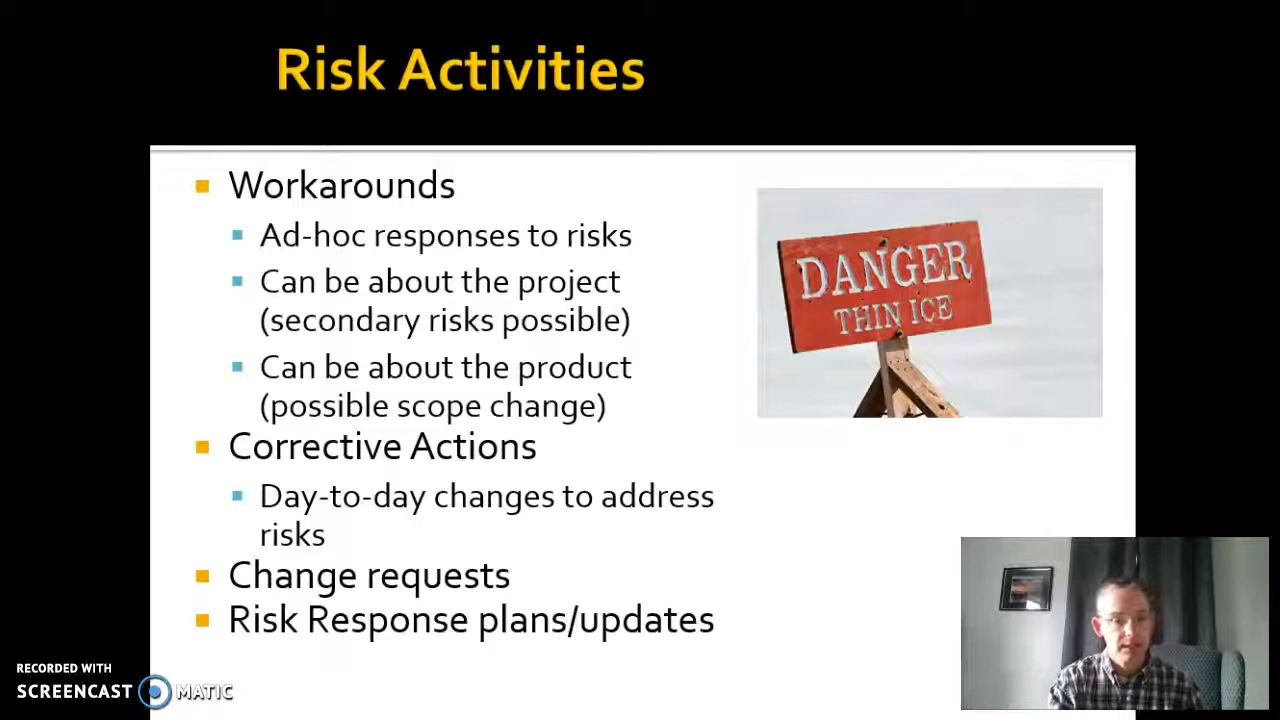 Risk Activities
Workarounds
Ad-hoc responses to risks
Can be about the project
(secondary risks possible)
Can be about the product
(possible scope change)
Corrective Actions
Day-to-day changes to address
risks
Change requests
Risk Response plans/updates
DANGER
THIN ICE
RECORDED WITH
SCREENCAST MATIC